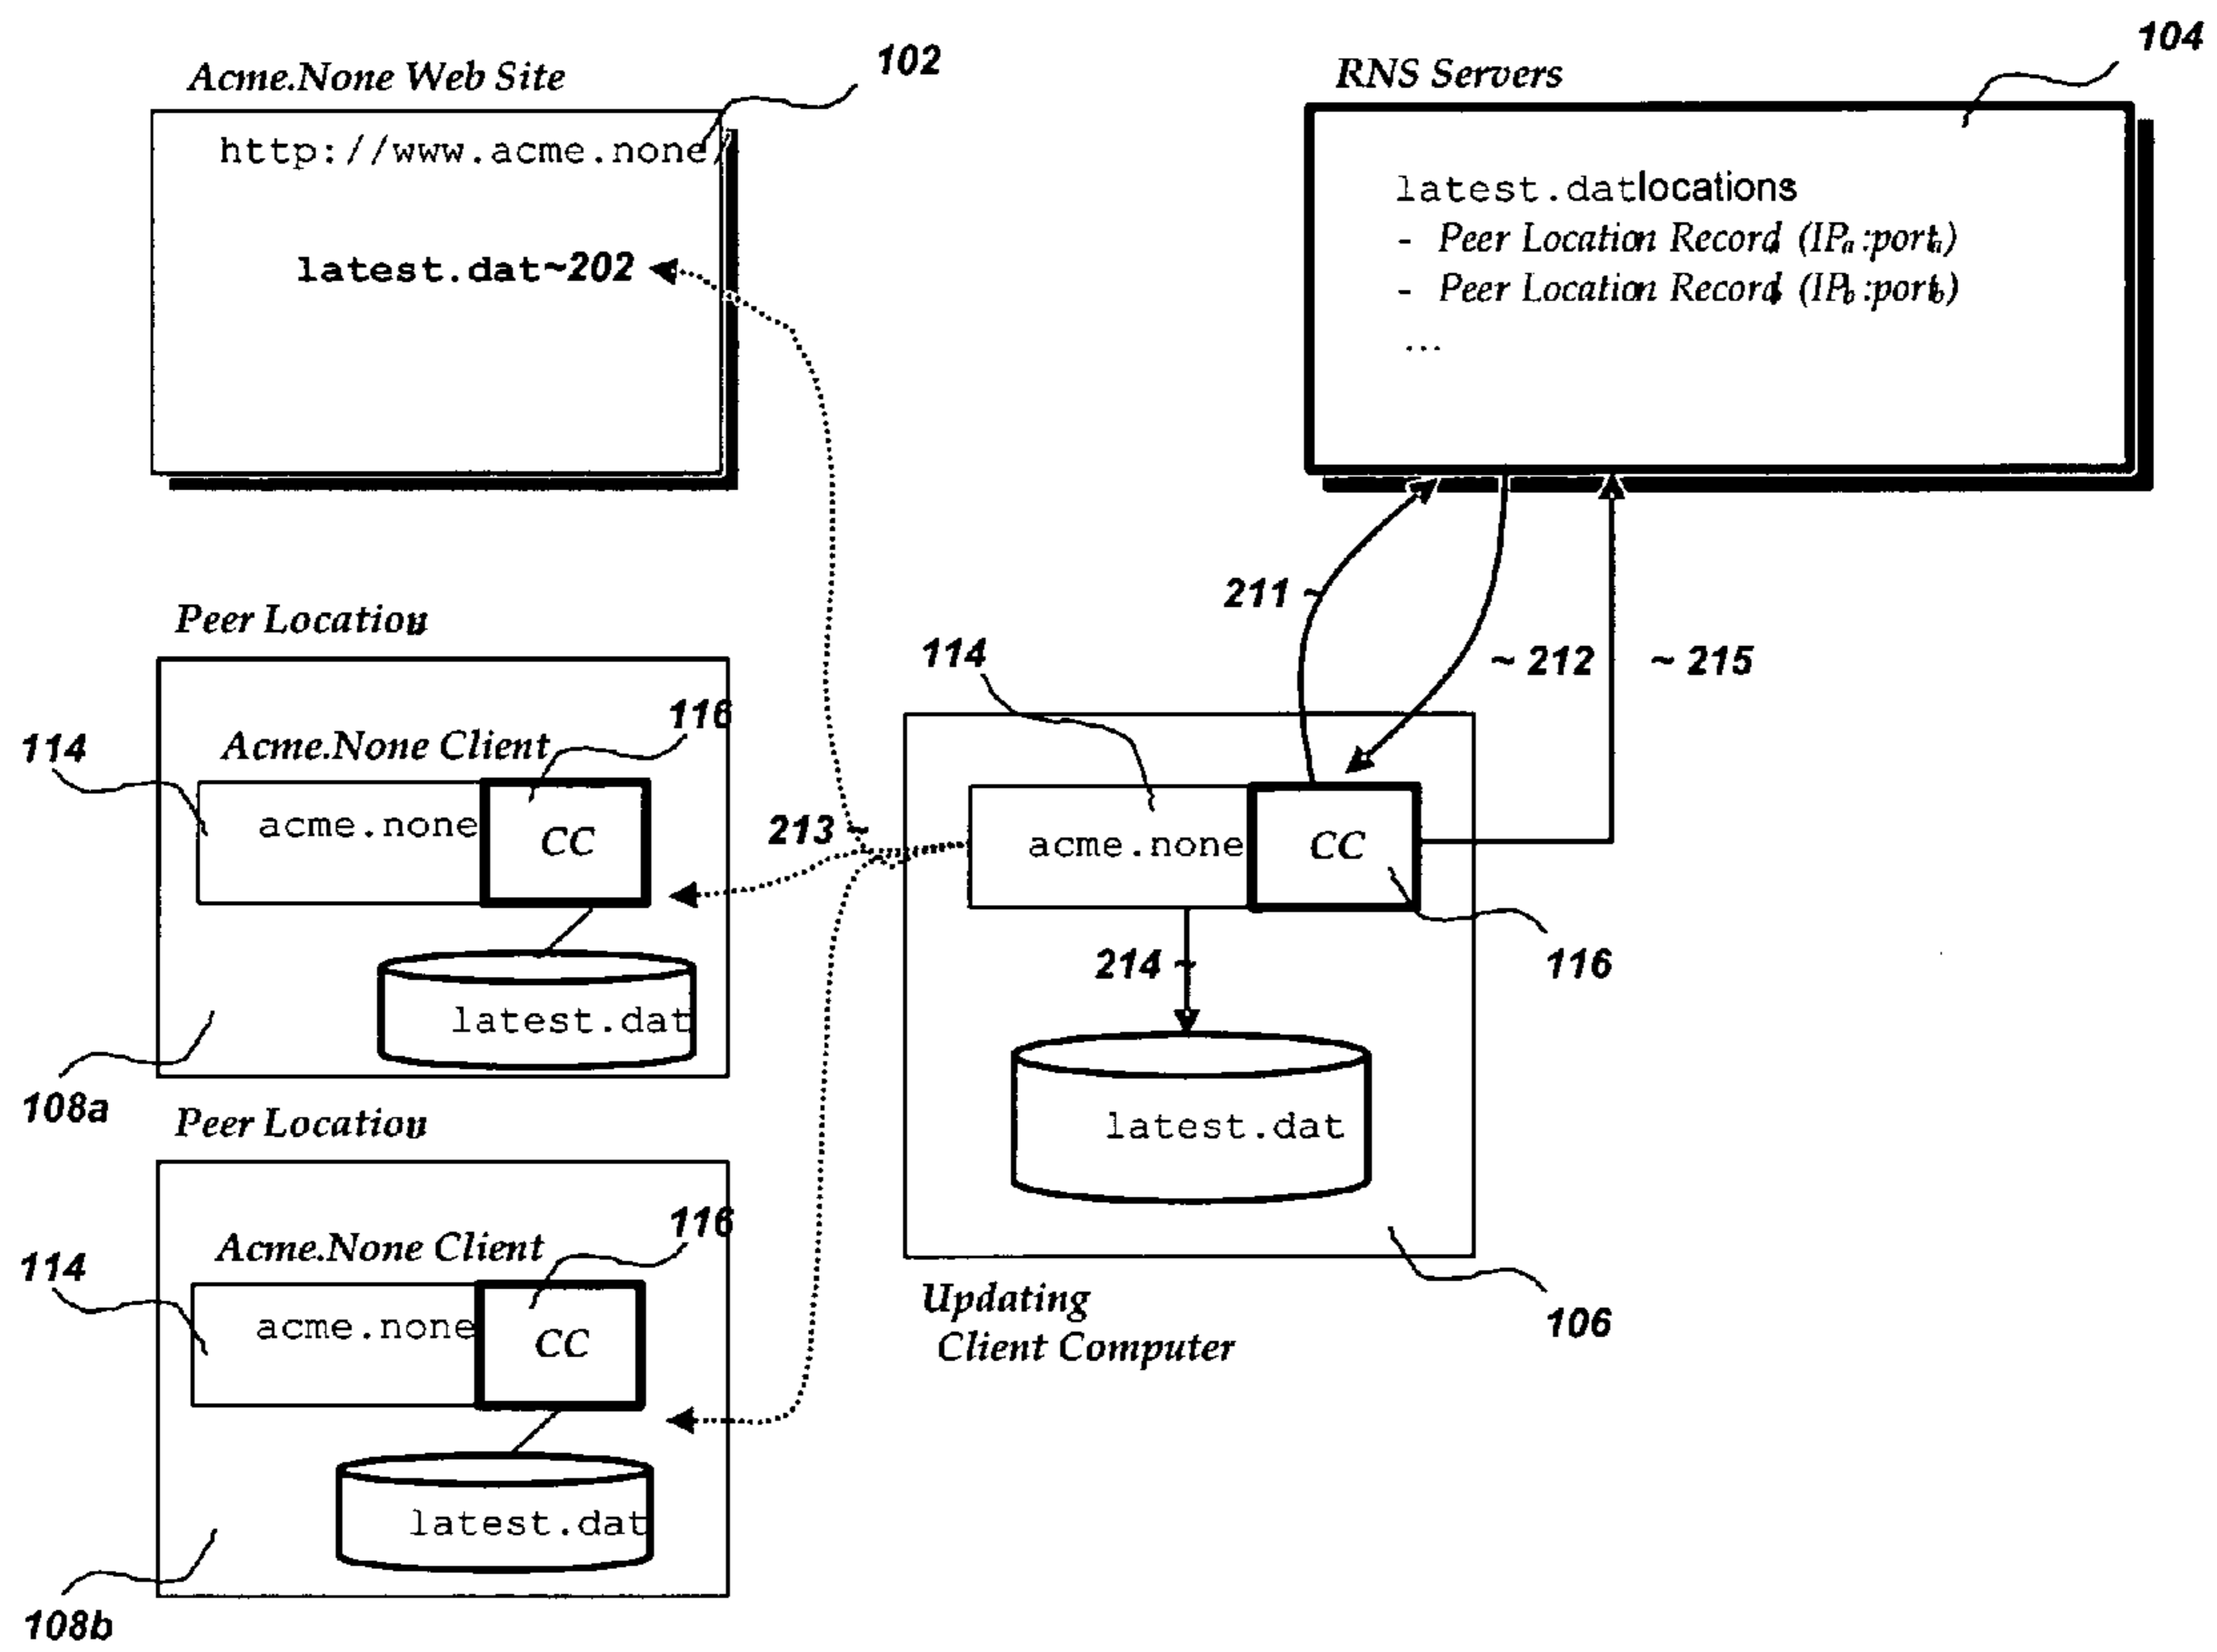 Acme.None Web Site
102
http://www.acme.none/
latest.dat~202
RNS Servers
104
latest.datlocations
- Peer Location Record (IPa:porta)
- Peer Location Record (IPb:portb)
...
211 ~
~ 212
~ 215
Peer Location
114
Acme.None Client
116
acme.none
CC
latest.dat
108a
213 ~
114
acme.none
CC
116
214 ~
latest.dat
106
Updating
Client Computer
Peer Location
114
Acme.None Client
116
acme.none
CC
latest.dat
108b